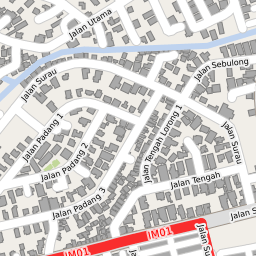 Jalan Utama
Jalan Surau
Jalan Sebulong
Jalan Padang 1
Jalan Tengah Lorong 1
Jalan Surau
Jalan Padang 2
Jalan Tengah
Jalan Padang 3
Jalan S
IM01
IM01
Jalan Su